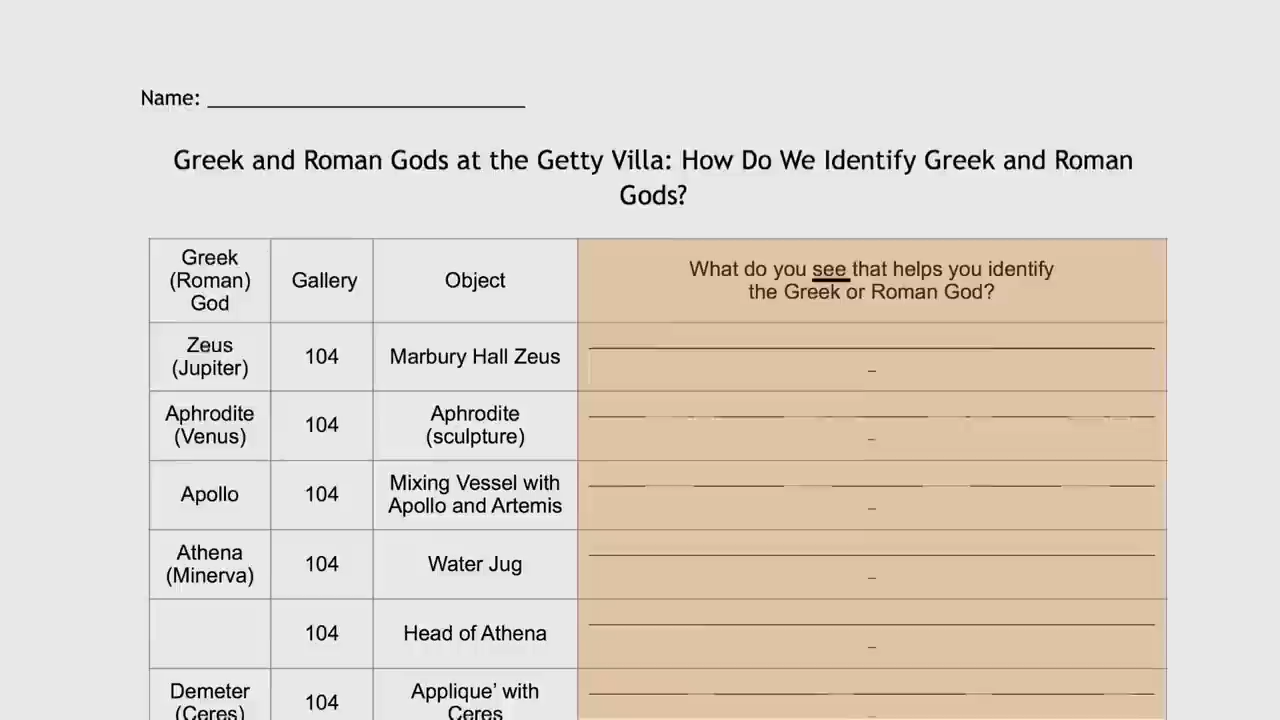 Name: ____________________________
Greek and Roman Gods at the Getty Villa: How Do We Identify Greek and Roman
Gods?
Greek
(Roman)
God
Gallery
Object
What do you see that helps you identify
the Greek or Roman God?
Zeus
(Jupiter)
104
Marbury Hall Zeus
Aphrodite
(Venus)
104
Aphrodite
(sculpture)
Apollo
104
Mixing Vessel with
Apollo and Artemis
Athena
(Minerva)
104
Water Jug
104
Head of Athena
Demeter
(Ceres)
104
Applique’ with
Ceres